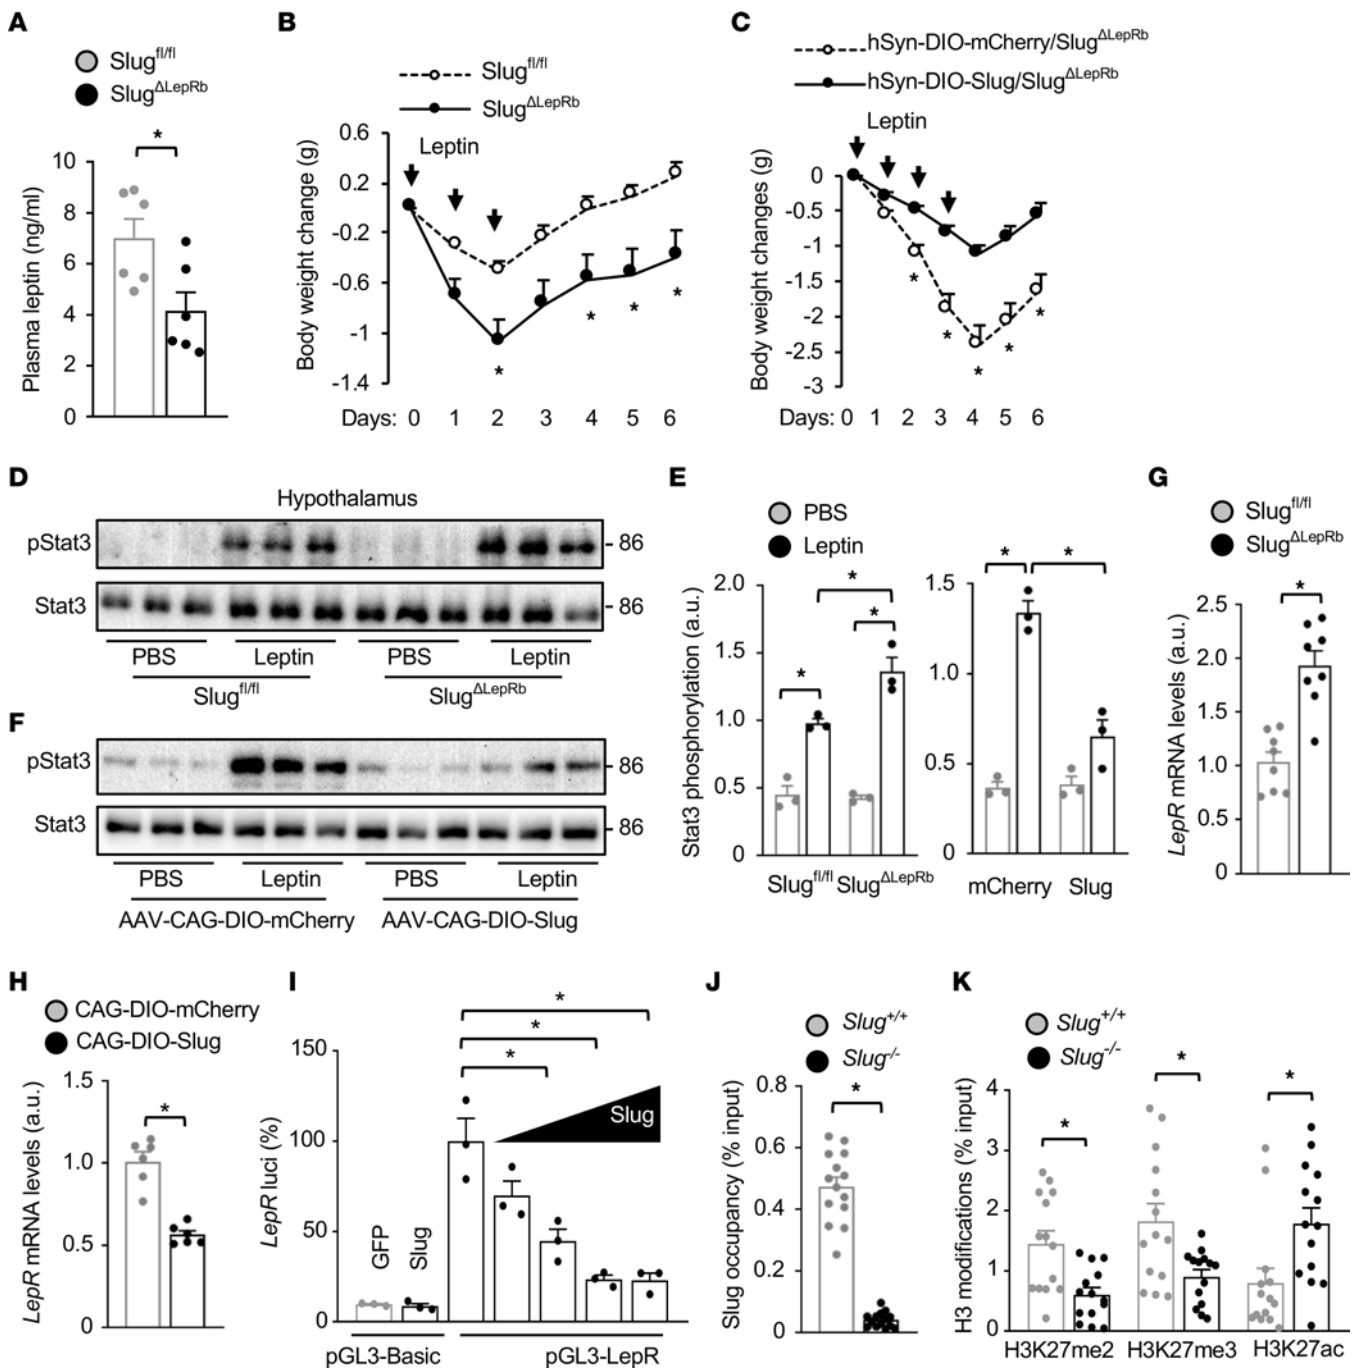 A
Slug^fl/fl
Slug^ΔLepRb
*
Plasma leptin (ng/ml)
10
8
6
4
2
0
B
Slug^fl/fl
Slug^ΔLepRb
Leptin
Body weight change (g)
0.6
0.2
-0.2
-0.6
-1
-1.4
* * * *
Days: 0 1 2 3 4 5 6
C
hSyn-DIO-mCherry/Slug^ΔLepRb
hSyn-DIO-Slug/Slug^ΔLepRb
Leptin
Body weight changes (g)
0
-0.5
-1
-1.5
-2
-2.5
-3
* * * * *
Days: 0 1 2 3 4 5 6
D
Hypothalamus
pStat3 - 86
Stat3 - 86
PBS Leptin PBS Leptin
Slug^fl/fl Slug^ΔLepRb
E
PBS
Leptin
Stat3 phosphorylation (a.u.)
2.0
1.5
1.0
0.5
0
* * *
Slug^fl/fl Slug^ΔLepRb
1.5
1.0
0.5
0
* *
mCherry Slug
F
pStat3 - 86
Stat3 - 86
PBS Leptin PBS Leptin
AAV-CAG-DIO-mCherry AAV-CAG-DIO-Slug
G
Slug^fl/fl
Slug^ΔLepRb
*
LepR mRNA levels (a.u.)
2.5
2.0
1.5
1.0
0.5
0
H
CAG-DIO-mCherry
CAG-DIO-Slug
*
LepR mRNA levels (a.u.)
1.5
1.0
0.5
0
I
*
*
*
Slug
LepR luci (%)
150
100
50
0
GFP
Slug
pGL3-Basic pGL3-LepR
J
Slug^+/+
Slug^-/-
*
Slug occupancy (% input)
0.8
0.6
0.4
0.2
0
K
Slug^+/+
Slug^-/-
* * *
H3 modifications (% input)
4
3
2
1
0
H3K27me2 H3K27me3 H3K27ac